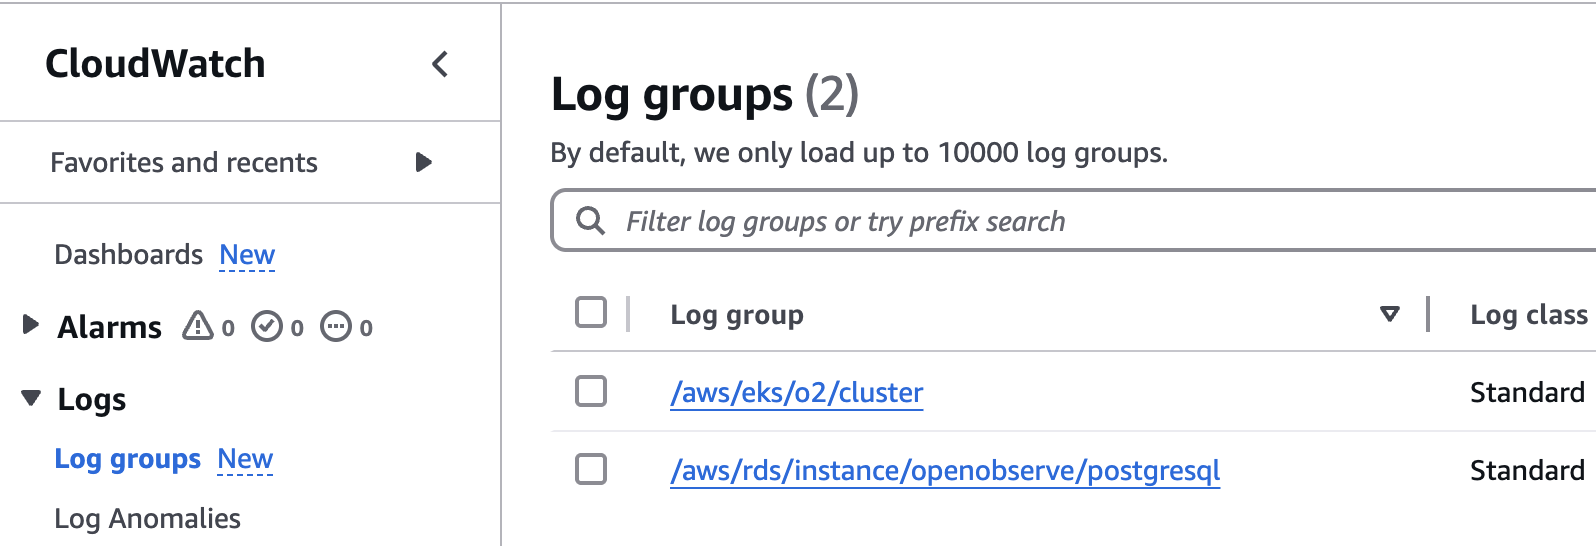 CloudWatch
Favorites and recents
Dashboards New
Alarms 0 0 0
Logs
Log groups New
Log Anomalies
Log groups (2)
By default, we only load up to 10000 log groups.
Filter log groups or try prefix search
Log group Log class
/aws/eks/o2/cluster Standard
/aws/rds/instance/openobserve/postgresql Standard